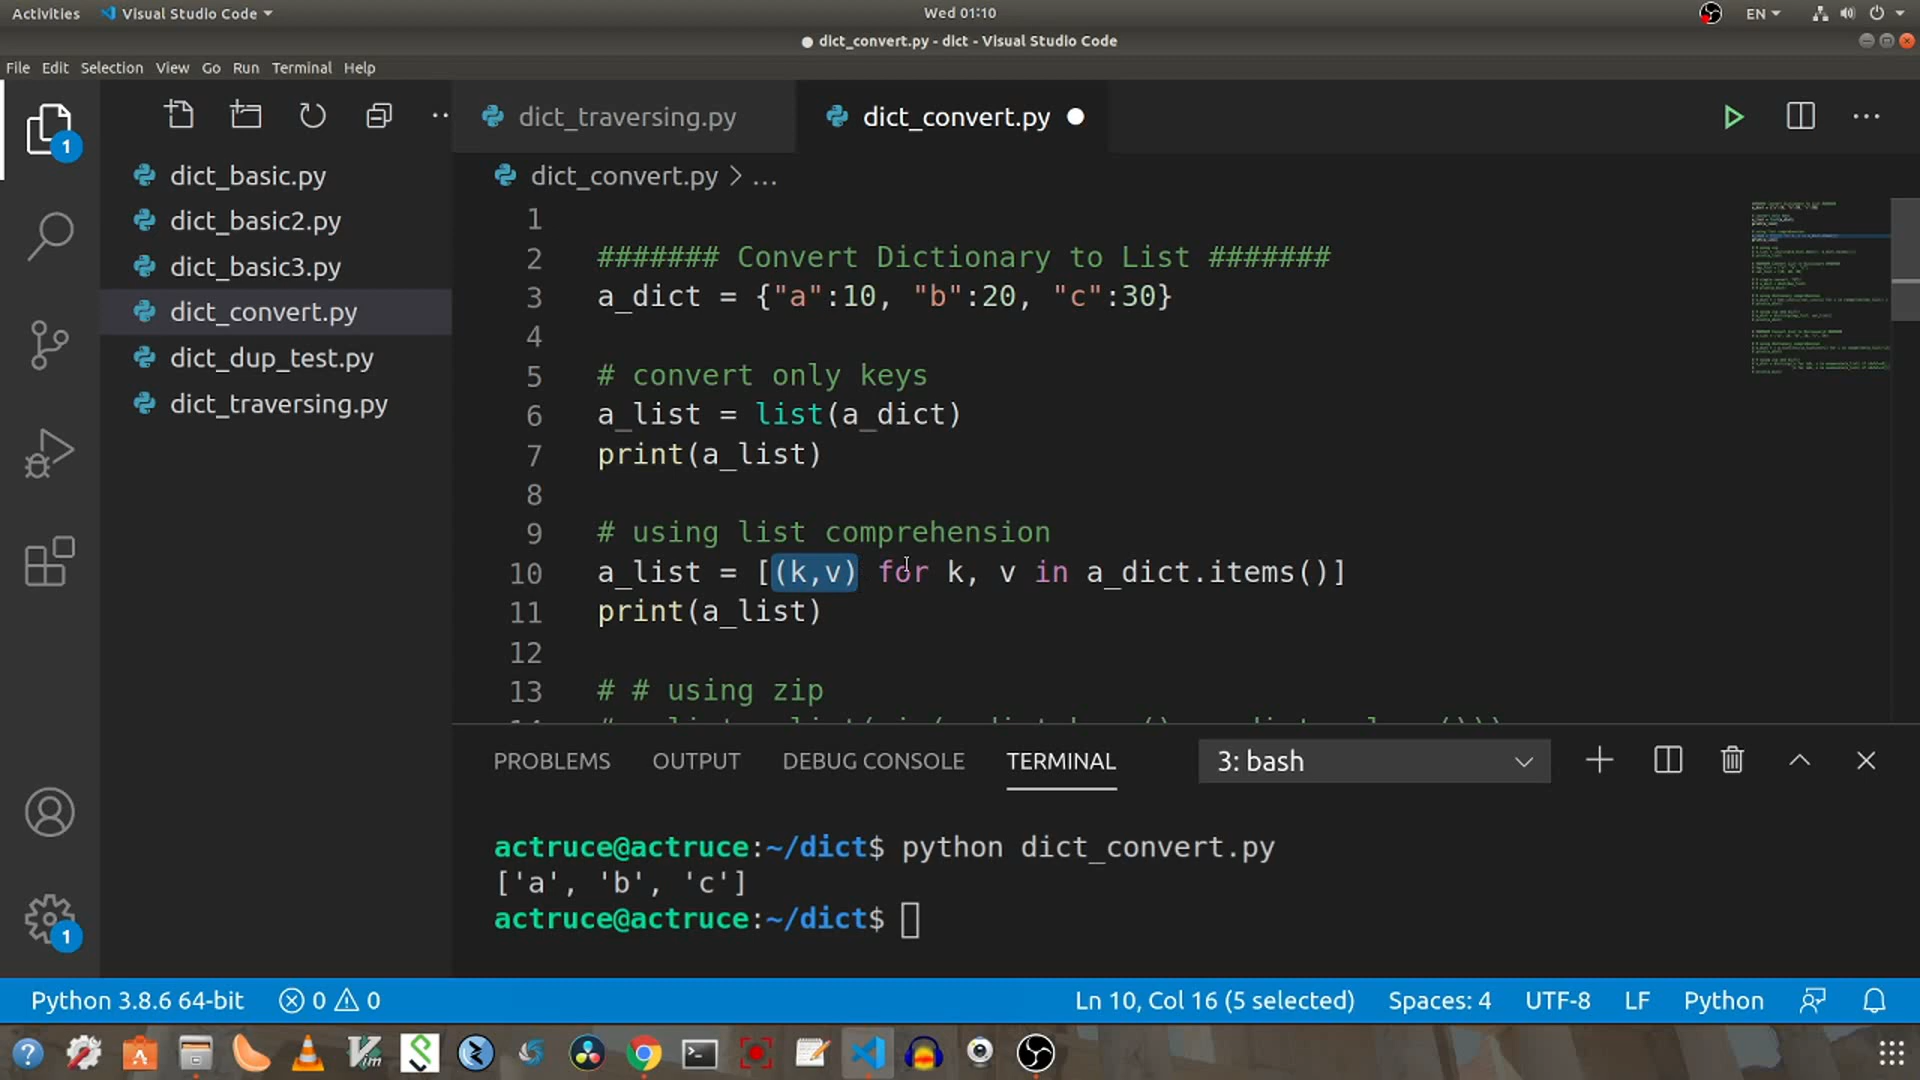 Activities
Visual Studio Code
Wed 01:10
EN
● dict_convert.py - dict - Visual Studio Code
File Edit Selection View Go Run Terminal Help
dict_traversing.py
dict_convert.py
1
dict_convert.py > ...
dict_basic.py
dict_basic2.py
dict_basic3.py
dict_convert.py
dict_dup_test.py
dict_traversing.py
1
2 ####### Convert Dictionary to List #######
3 a_dict = {"a":10, "b":20, "c":30}
4
5 # convert only keys
6 a_list = list(a_dict)
7 print(a_list)
8
9 # using list comprehension
10 a_list = [(k,v) for k, v in a_dict.items()]
11 print(a_list)
12
13 # # using zip
PROBLEMS OUTPUT DEBUG CONSOLE TERMINAL
3: bash
actruce@actruce:~/dict$ python dict_convert.py
['a', 'b', 'c']
actruce@actruce:~/dict$
1
Python 3.8.6 64-bit
0 0
Ln 10, Col 16 (5 selected)
Spaces: 4
UTF-8
LF
Python